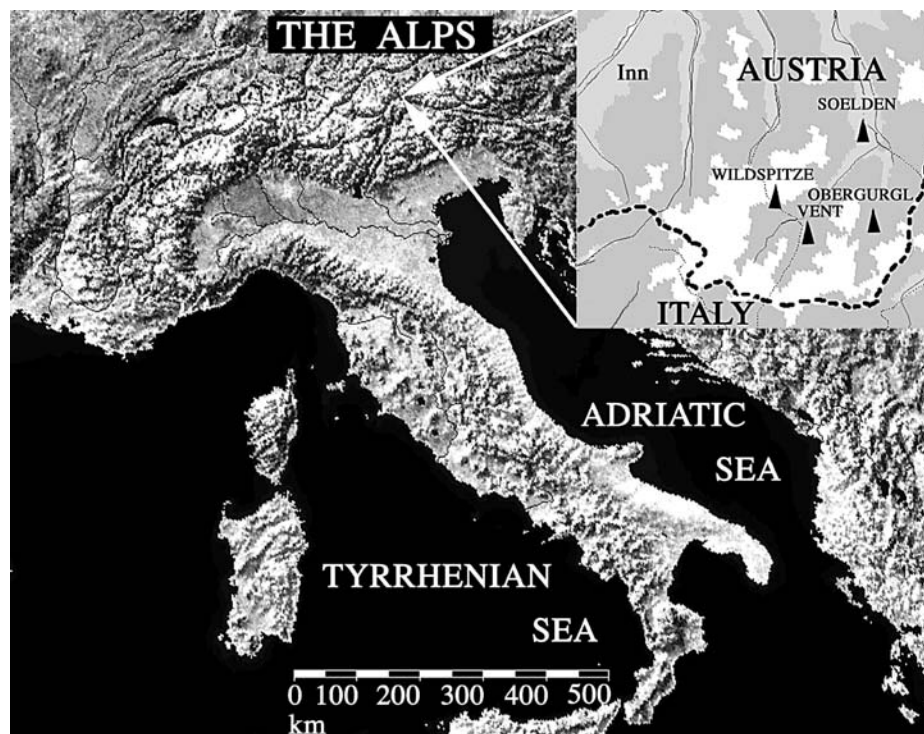 THE ALPS
Inn
AUSTRIA
SOELDEN
WILDSPITZE
OBERGURGL
VENT
ITALY
ADRIATIC
SEA
TYRRHENIAN
SEA
0 100 200 300 400 500
km